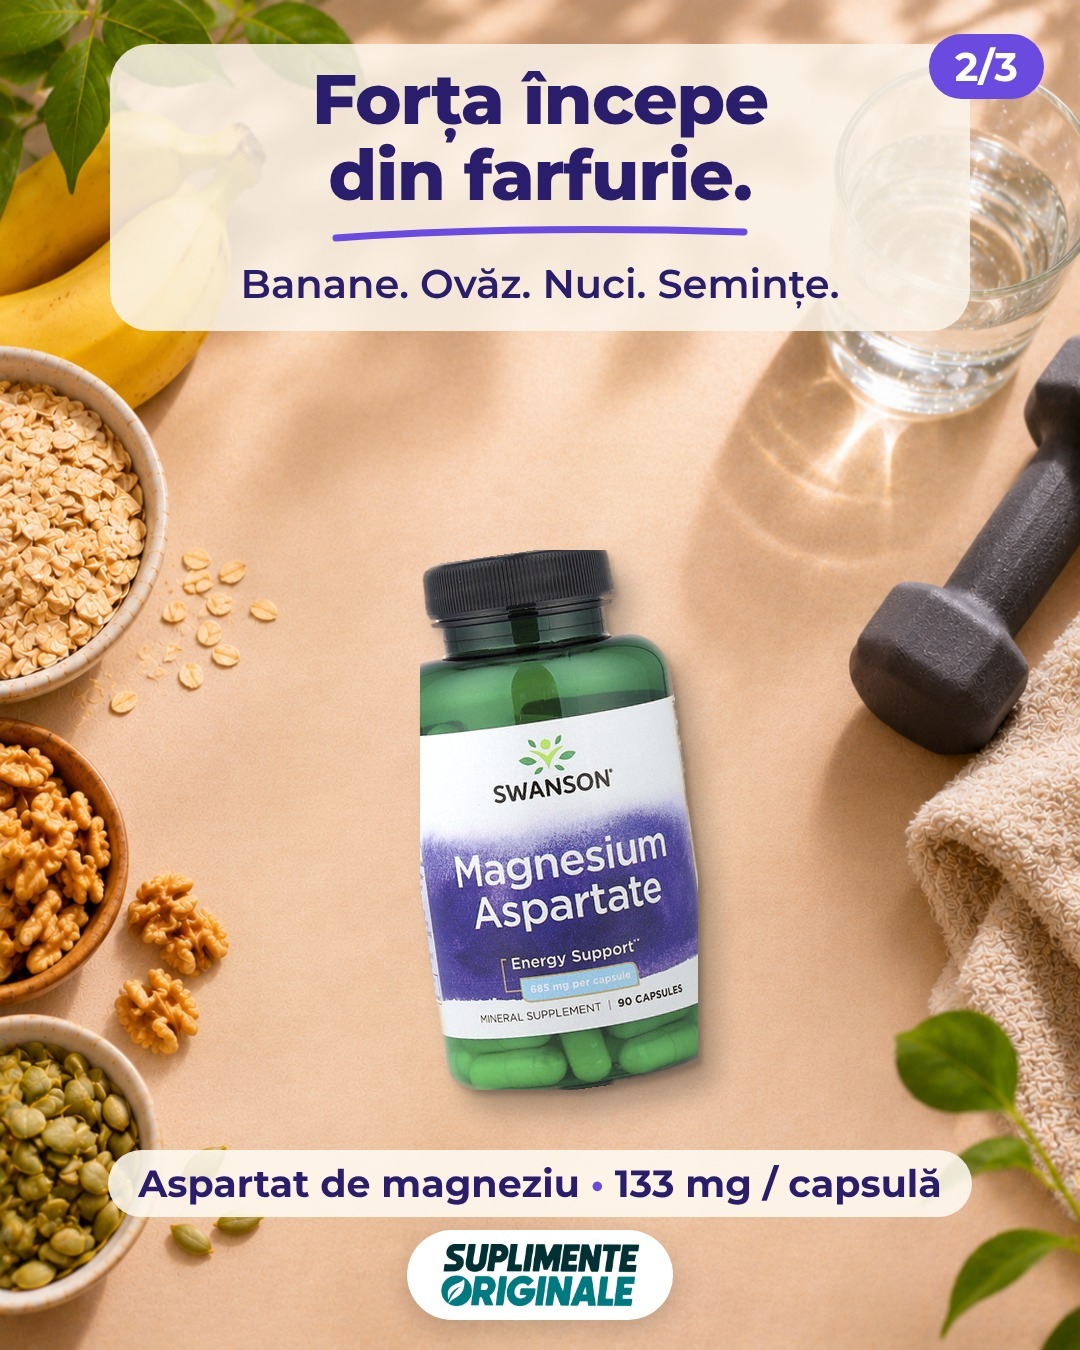 2/3
Forța începe
din farfurie.
Banane. Ovăz. Nuci. Semințe.
SWANSON
Magnesium
Aspartate
Energy Support**
685 mg per capsule
MINERAL SUPPLEMENT | 90 CAPSULES
Aspartat de magneziu • 133 mg / capsulă
SUPLIMENTE
ORIGINALE